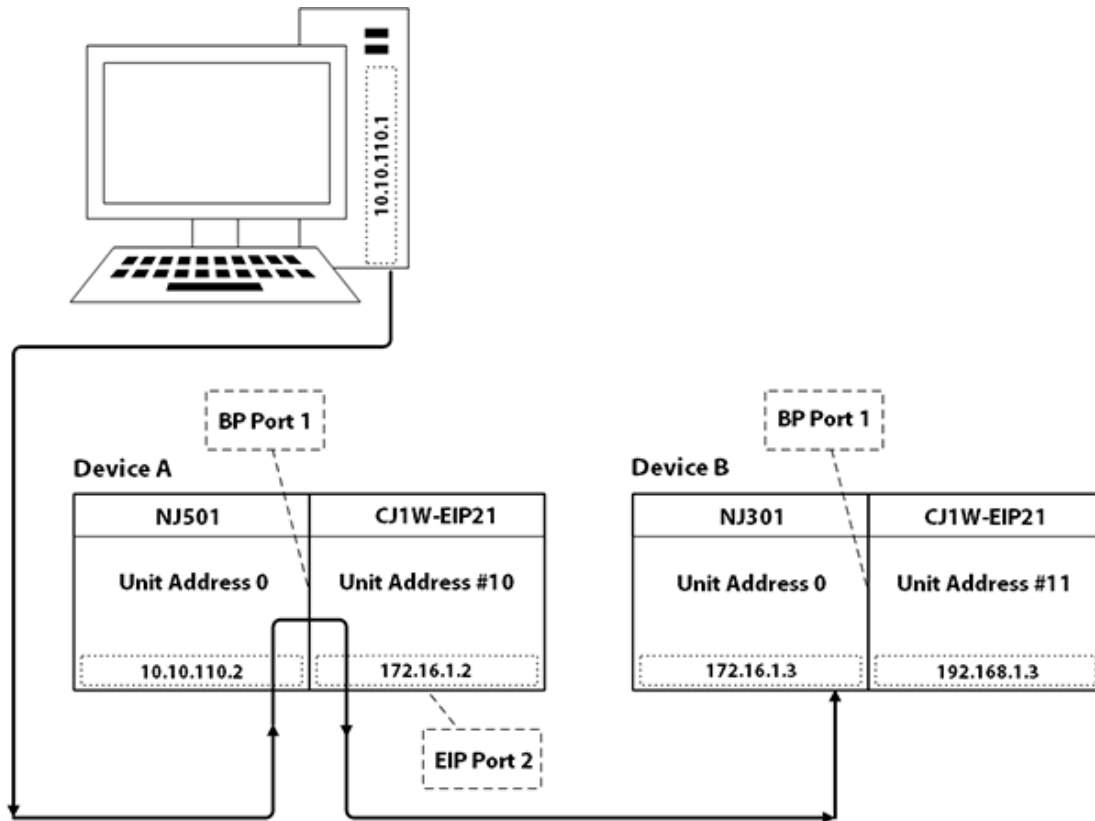 10.10.110.1
BP Port 1
BP Port 1
Device A
Device B
NJ501
CJ1W-EIP21
NJ301
CJ1W-EIP21
Unit Address 0
Unit Address #10
Unit Address 0
Unit Address #11
10.10.110.2
172.16.1.2
172.16.1.3
192.168.1.3
EIP Port 2